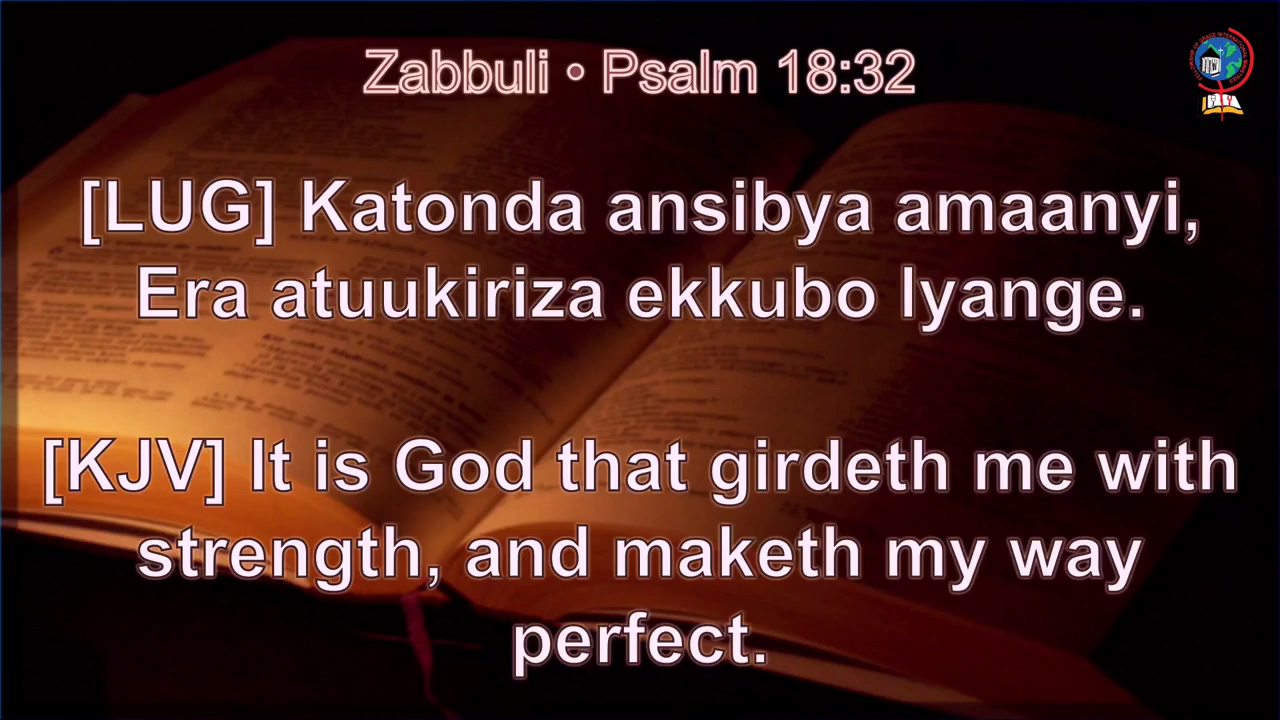 Zabbuli • Psalm 18:32
[LUG] Katonda ansibya amaanyi,
Era atuukiriza ekkubo lyange.
[KJV] It is God that girdeth me with
strength, and maketh my way
perfect.